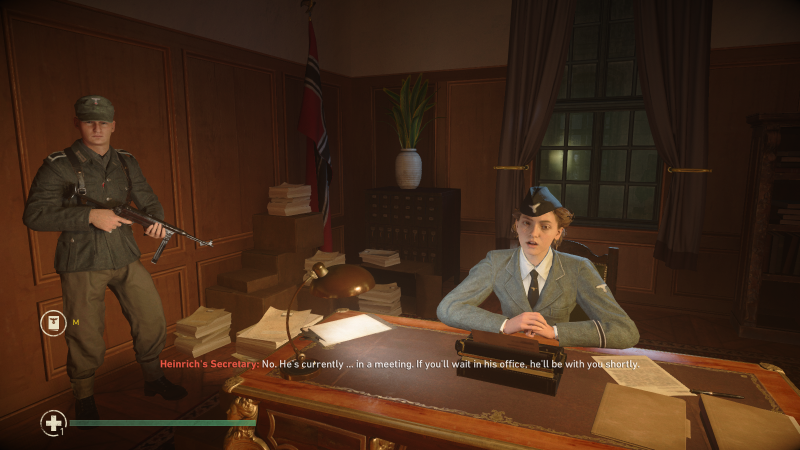 M
Heinrich's Secretary: No. He's currently ... in a meeting. If you'll wait in his office, he'll be with you shortly.
1